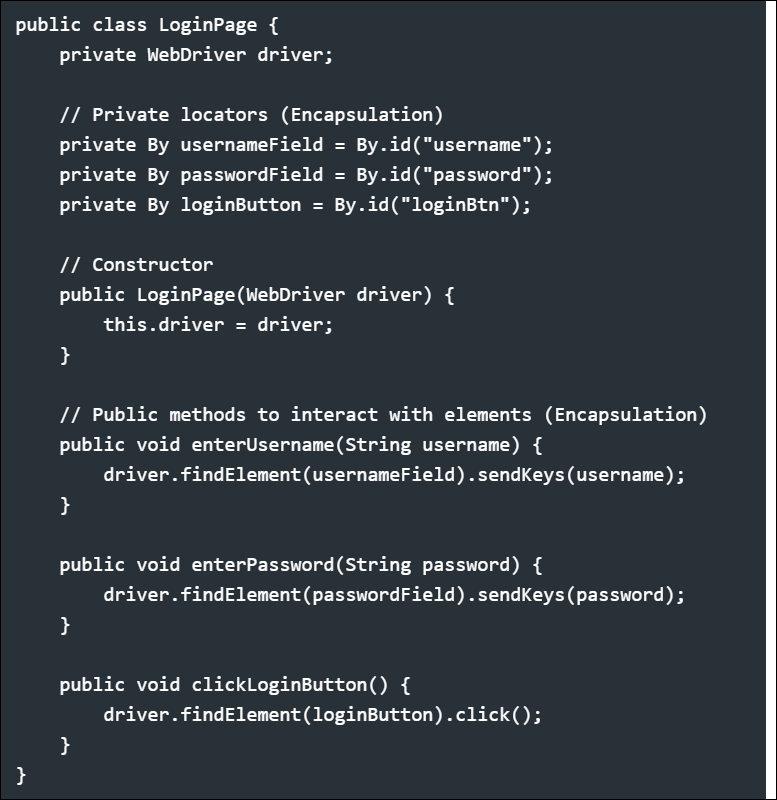 public class LoginPage {
    private WebDriver driver;
    // Private locators (Encapsulation)
    private By usernameField = By.id("username");
    private By passwordField = By.id("password");
    private By loginButton = By.id("loginBtn");
    // Constructor
    public LoginPage(WebDriver driver) {
        this.driver = driver;
    }
    // Public methods to interact with elements (Encapsulation)
    public void enterUsername(String username) {
        driver.findElement(usernameField).sendKeys(username);
    }
    public void enterPassword(String password) {
        driver.findElement(passwordField).sendKeys(password);
    }
    public void clickLoginButton() {
        driver.findElement(loginButton).click();
    }
}